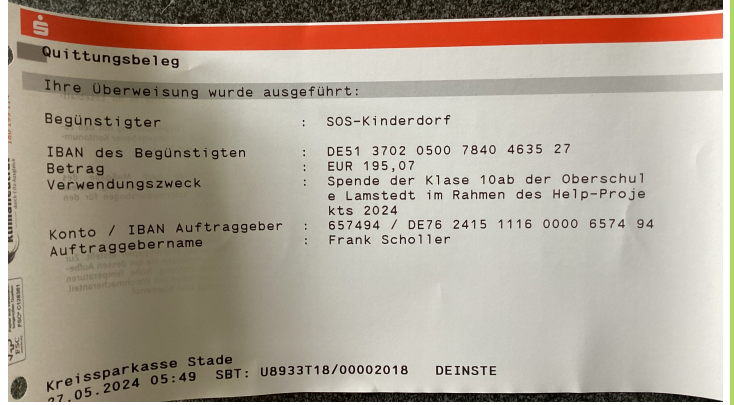 Quittungsbeleg
Ihre Überweisung wurde ausgeführt:
Begünstigter : SOS-Kinderdorf
IBAN des Begünstigten : DE51 3702 0500 7840 4635 27
Betrag : EUR 195,07
Verwendungszweck : Spende der Klase 10ab der Oberschul
e Lamstedt im Rahmen des Help-Proje
kts 2024
Konto / IBAN Auftraggeber : 657494 / DE76 2415 1116 0000 6574 94
Auftraggebername : Frank Scholler
Kreissparkasse Stade
27.05.2024 05:49 SBT: U8933T18/00002018 DEINSTE